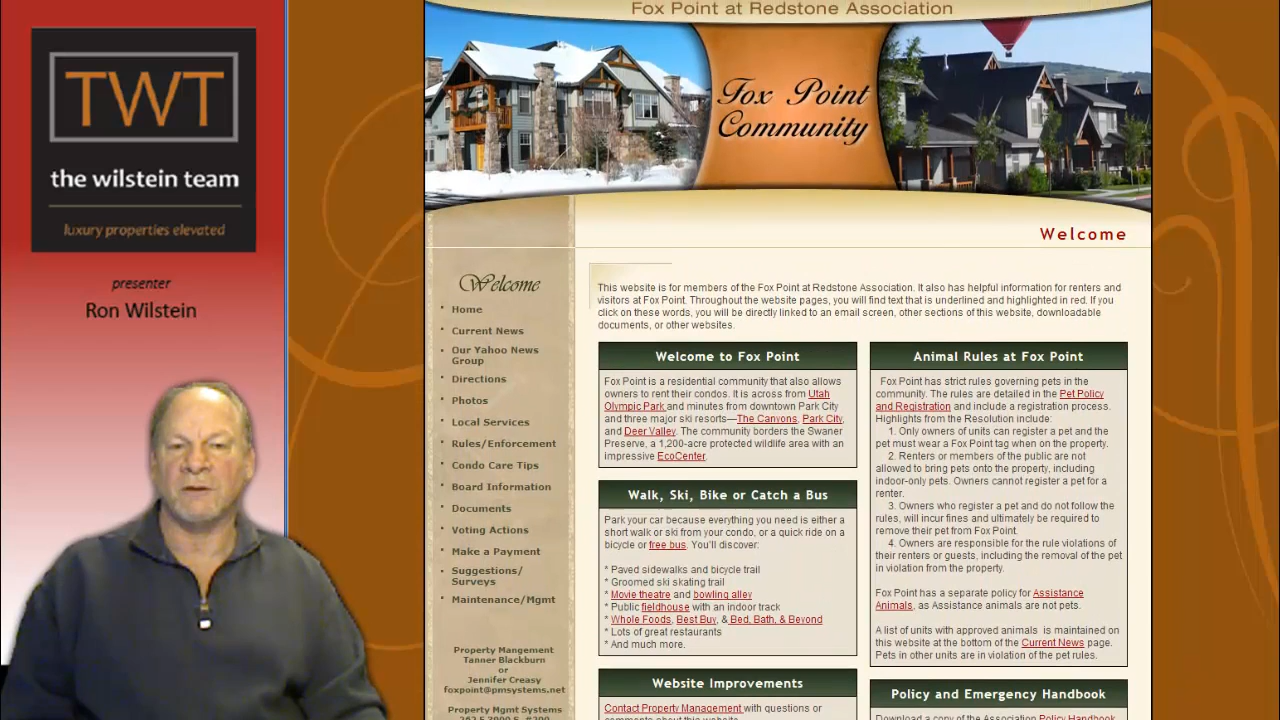 TWT
the wilstein team
luxury properties elevated
presenter
Ron Wilstein
Fox Point at Redstone Association
Fox Point
Community
Welcome
Welcome
Home
Current News
Our Yahoo News
Group
Directions
Photos
Local Services
Rules/Enforcement
Condo Care Tips
Board Information
Documents
Voting Actions
Make a Payment
Suggestions/
Surveys
Maintenance/Mgmt
Property Mangement
Tanner Blackburn
or
Jennifer Creasy
foxpoint@pmsystems.net
Property Mgmt Systems
262 E 3900 S, #200
This website is for members of the Fox Point at Redstone Association. It also has helpful information for renters and
visitors at Fox Point. Throughout the website pages, you will find text that is underlined and highlighted in red. If you
click on these words, you will be directly linked to an email screen, other sections of this website, downloadable
documents, or other websites.
Welcome to Fox Point
Fox Point is a residential community that also allows
owners to rent their condos. It is across from Utah
Olympic Park and minutes from downtown Park City
and three major ski resorts—The Canyons, Park City,
and Deer Valley. The community borders the Swaner
Preserve, a 1,200-acre protected wildlife area with an
impressive EcoCenter.
Walk, Ski, Bike or Catch a Bus
Park your car because everything you need is either a
short walk or ski from your condo, or a quick ride on a
bicycle or free bus. You'll discover:
* Paved sidewalks and bicycle trail
* Groomed ski skating trail
* Movie theatre and bowling alley
* Public fieldhouse with an indoor track
* Whole Foods, Best Buy, & Bed, Bath, & Beyond
* Lots of great restaurants
* And much more.
Website Improvements
Contact Property Management with questions or
comments about this website
Animal Rules at Fox Point
Fox Point has strict rules governing pets in the
community. The rules are detailed in the Pet Policy
and Registration and include a registration process.
Highlights from the Resolution include:
1. Only owners of units can register a pet and the
pet must wear a Fox Point tag when on the property.
2. Renters or members of the public are not
allowed to bring pets onto the property, including
indoor-only pets. Owners cannot register a pet for a
renter.
3. Owners who register a pet and do not follow the
rules, will incur fines and ultimately be required to
remove their pet from Fox Point.
4. Owners are responsible for the rule violations of
their renters or guests, including the removal of the pet
in violation from the property.
Fox Point has a separate policy for Assistance
Animals, as Assistance animals are not pets.
A list of units with approved animals is maintained on
this website at the bottom of the Current News page.
Pets in other units are in violation of the pet rules.
Policy and Emergency Handbook
Download a copy of the Association Policy Handbook